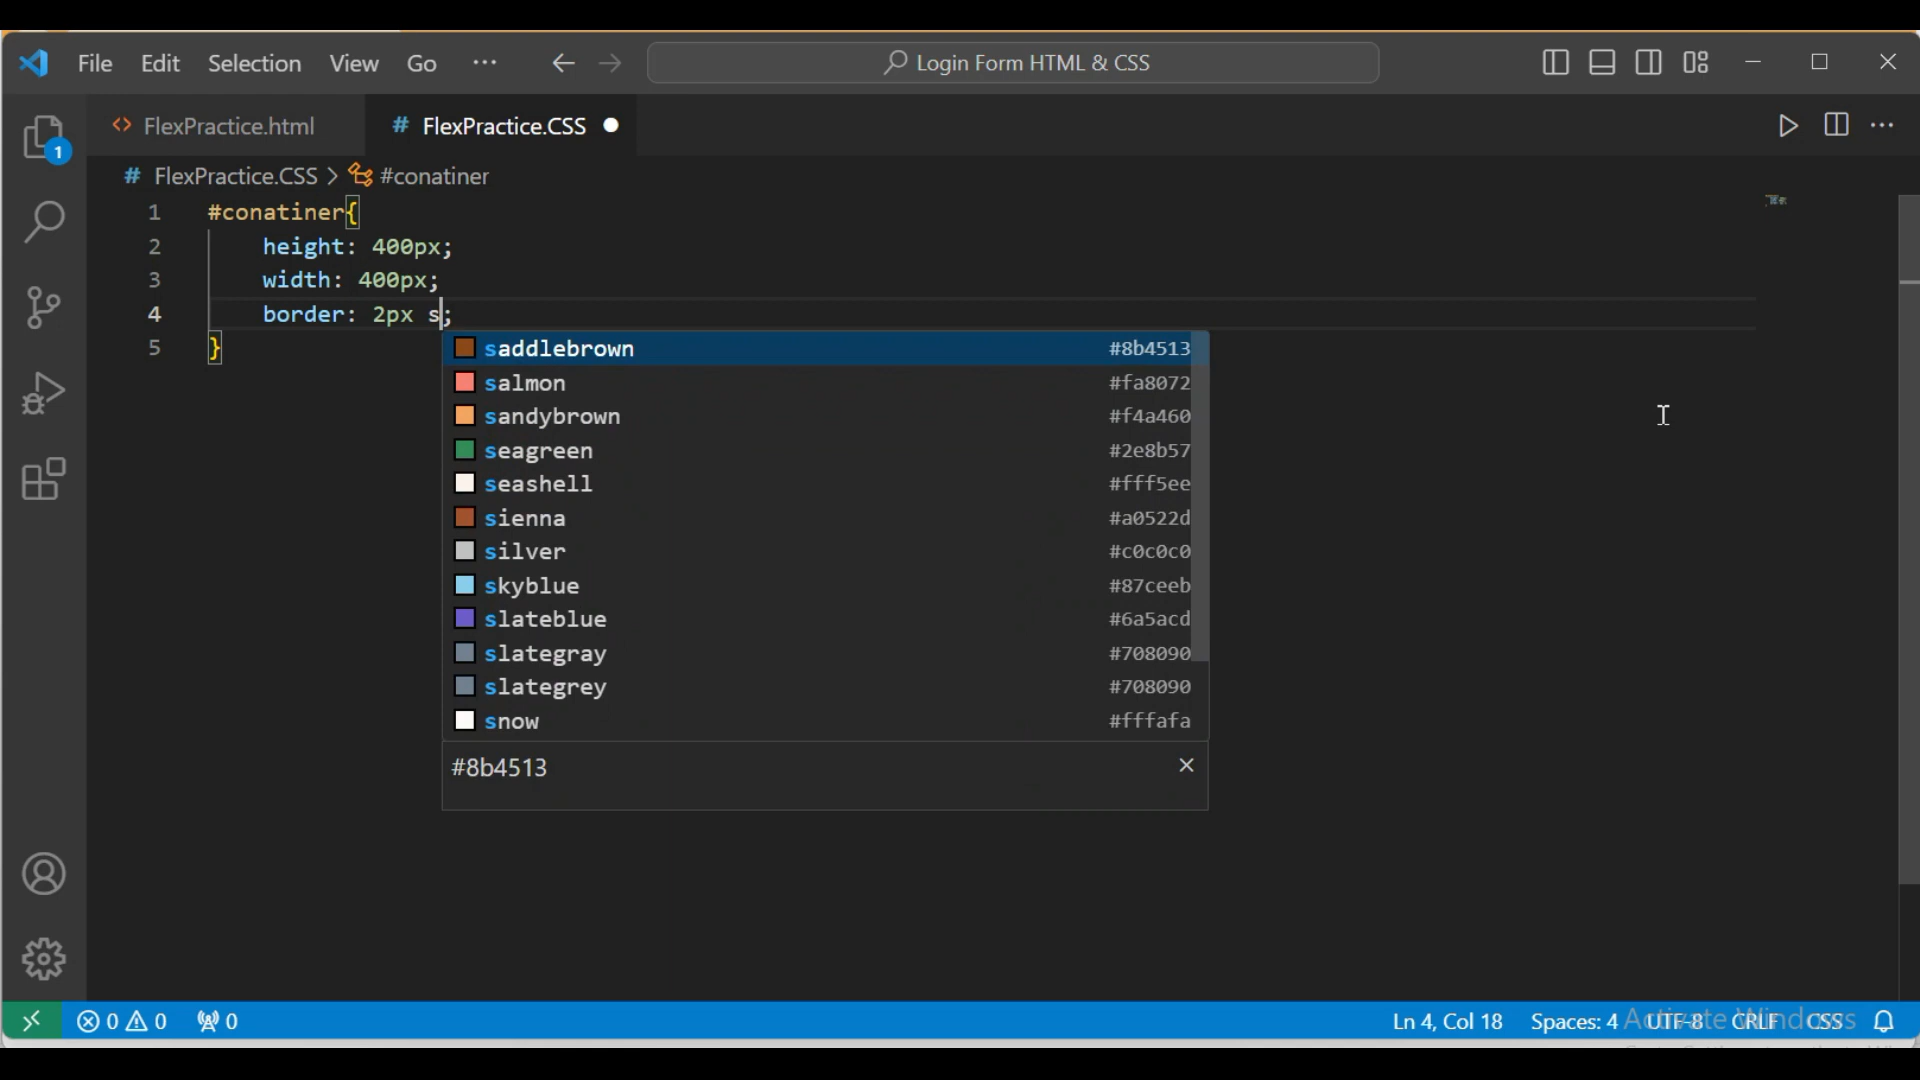 File Edit Selection View Go ··· Login Form HTML & CSS
FlexPractice.html # FlexPractice.CSS
# FlexPractice.CSS > #conatiner
1 #conatiner{
2 height: 400px;
3 width: 400px;
4 border: 2px s;
5 }
saddlebrown #8b4513
salmon #fa8072
sandybrown #f4a460
seagreen #2e8b57
seashell #fff5ee
sienna #a0522d
silver #c0c0c0
skyblue #87ceeb
slateblue #6a5acd
slategray #708090
slategrey #708090
snow #fffafa
#8b4513
1
0 0 0 Ln 4, Col 18 Spaces: 4 UTF-8 CRLF CSS
Activate Windows